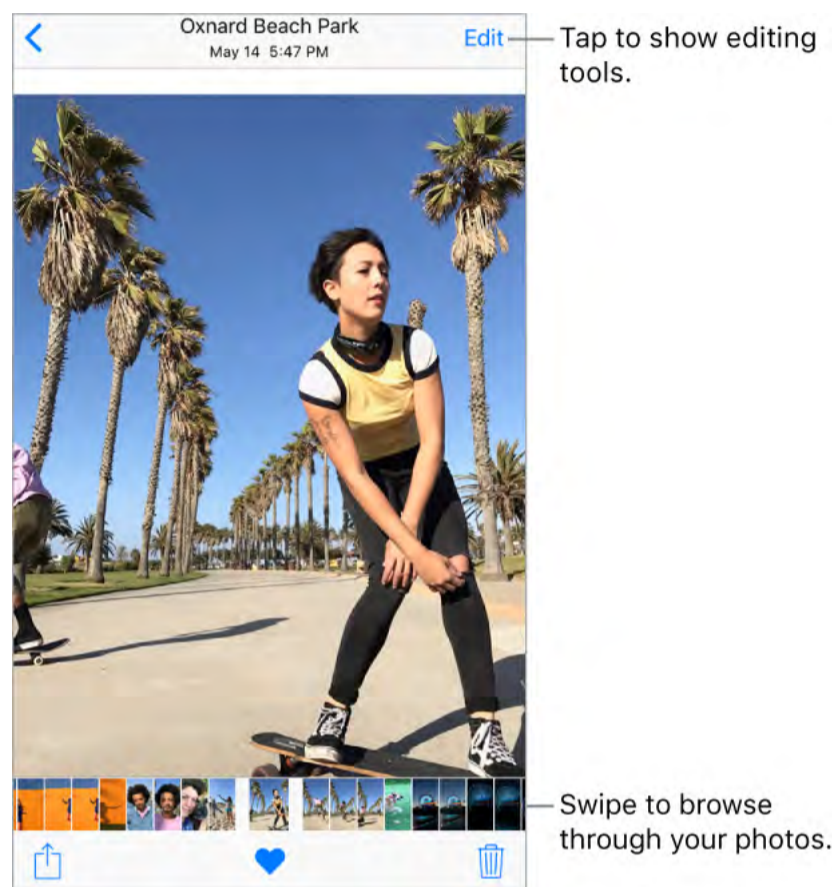 Oxnard Beach Park
May 14 5:47 PM
Edit
Tap to show editing
tools.
Swipe to browse
through your photos.